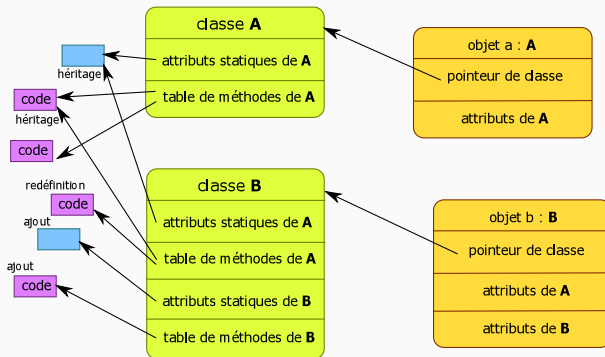 classe A
attributs statiques de A
table de méthodes de A
héritage
code
héritage
code
objet a : A
pointeur de classe
attributs de A
classe B
attributs statiques de A
table de méthodes de A
attributs statiques de B
table de méthodes de B
redéfinition
code
ajout
ajout
code
objet b : B
pointeur de classe
attributs de A
attributs de B